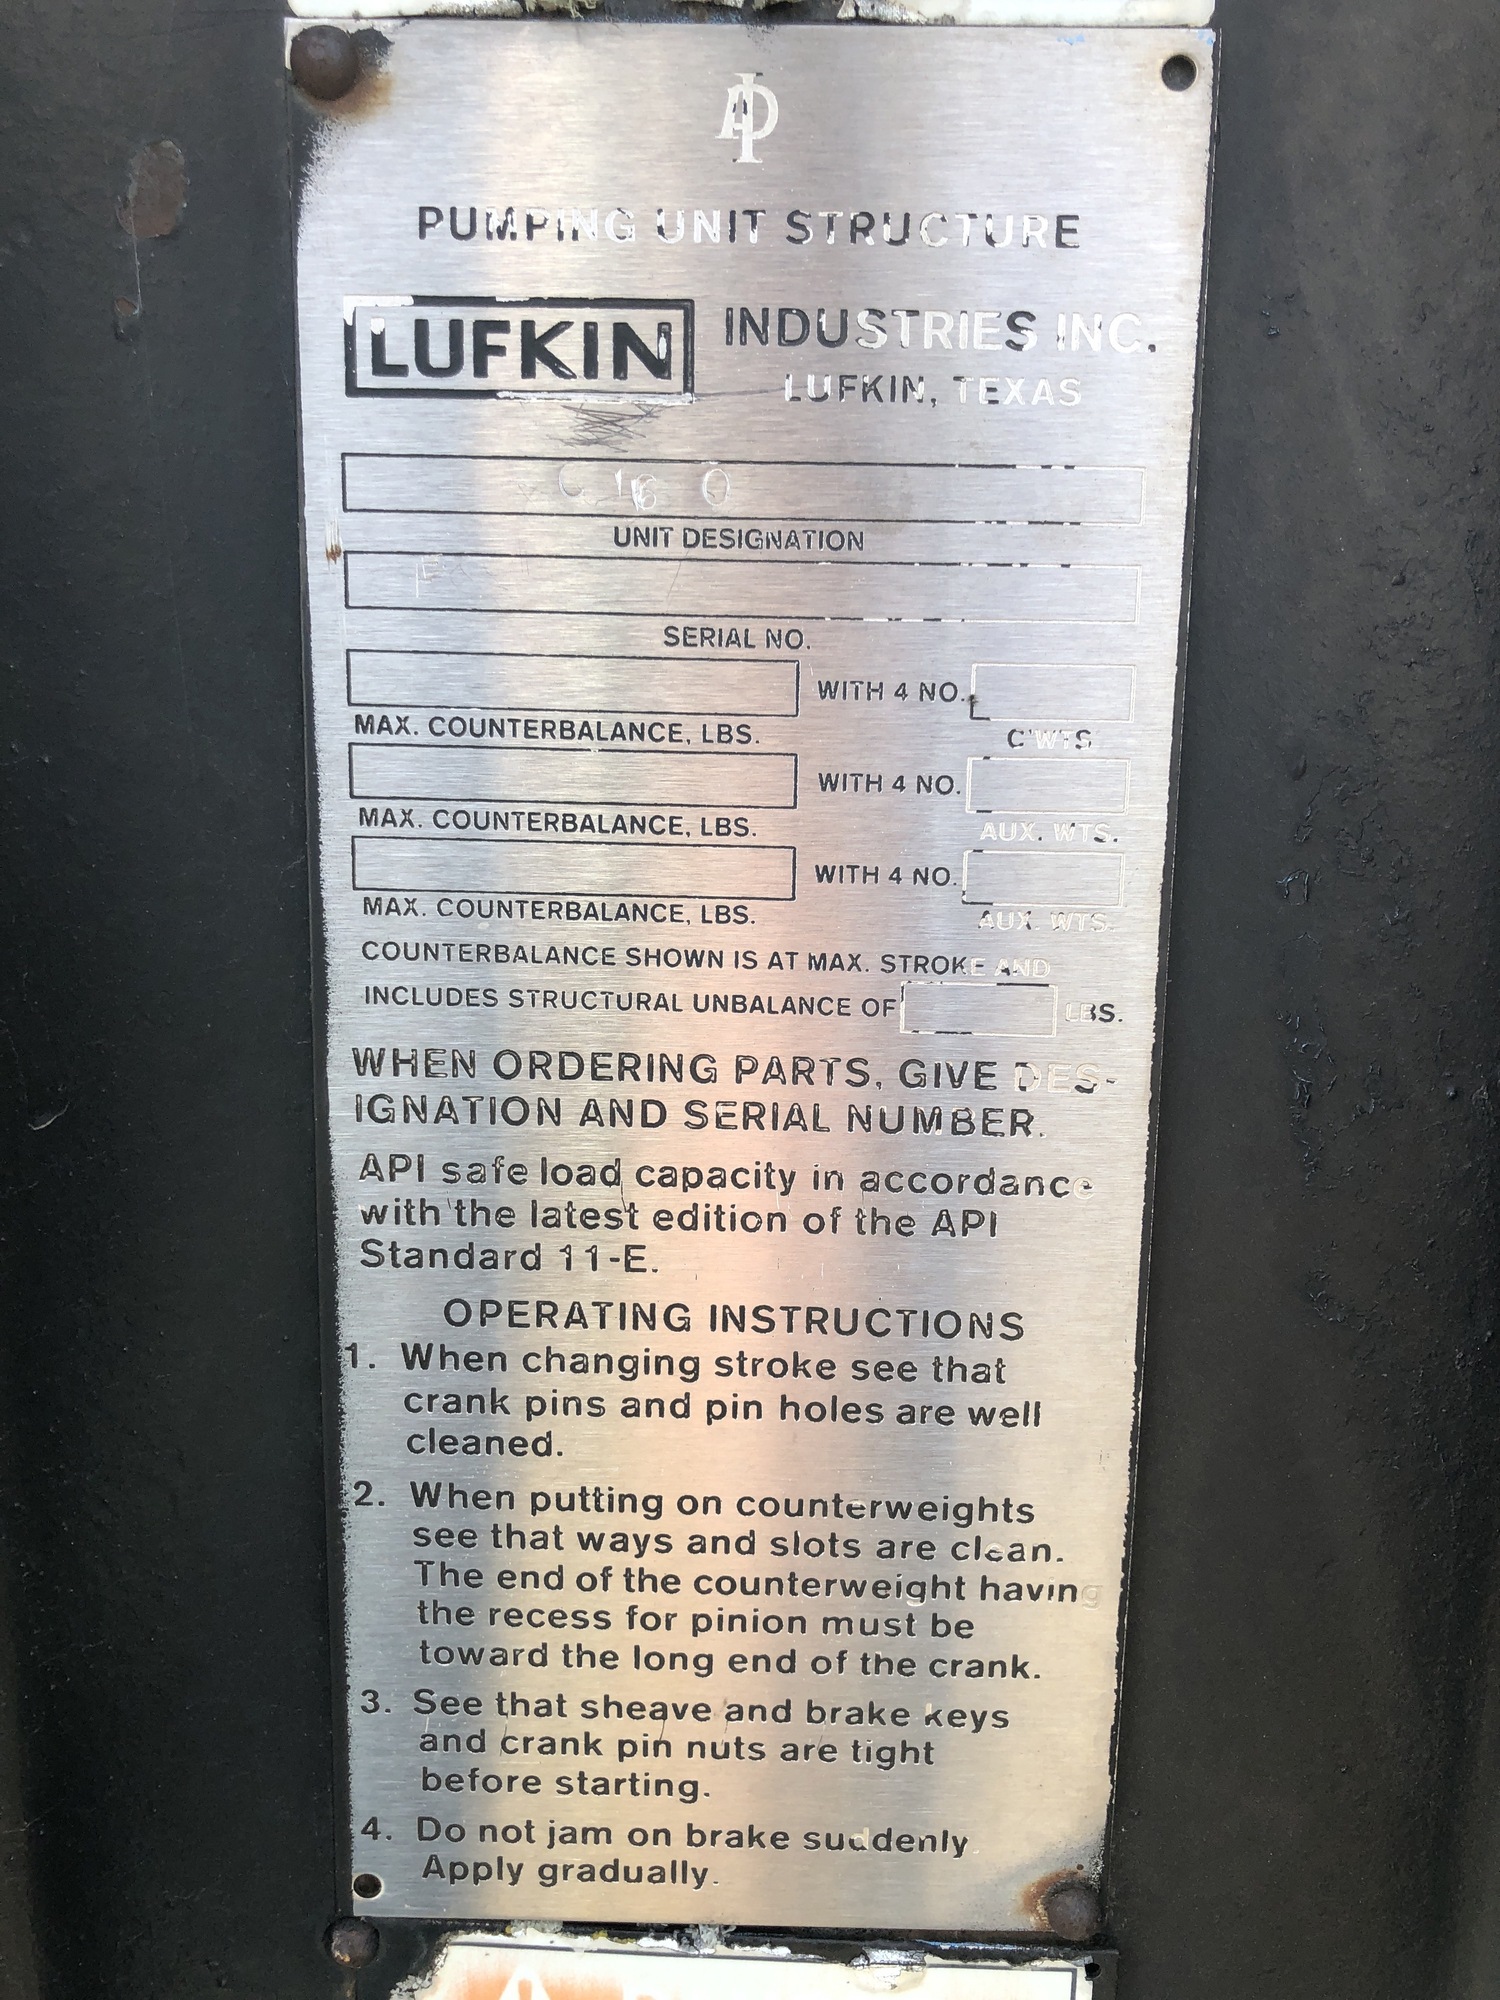 API
PUMPING UNIT STRUCTURE
LUFKIN INDUSTRIES INC.
LUFKIN, TEXAS
C 16 0
UNIT DESIGNATION
SERIAL NO.
WITH 4 NO.
MAX. COUNTERBALANCE, LBS. C'WTS
WITH 4 NO.
MAX. COUNTERBALANCE, LBS. AUX. WTS.
WITH 4 NO.
MAX. COUNTERBALANCE, LBS. AUX. WTS.
COUNTERBALANCE SHOWN IS AT MAX. STROKE AND
INCLUDES STRUCTURAL UNBALANCE OF LBS.
WHEN ORDERING PARTS, GIVE DES-
IGNATION AND SERIAL NUMBER.
API safe load capacity in accordance
with the latest edition of the API
Standard 11-E.
OPERATING INSTRUCTIONS
1. When changing stroke see that
crank pins and pin holes are well
cleaned.
2. When putting on counterweights
see that ways and slots are clean.
The end of the counterweight having
the recess for pinion must be
toward the long end of the crank.
3. See that sheave and brake keys
and crank pin nuts are tight
before starting.
4. Do not jam on brake suddenly
Apply gradually.